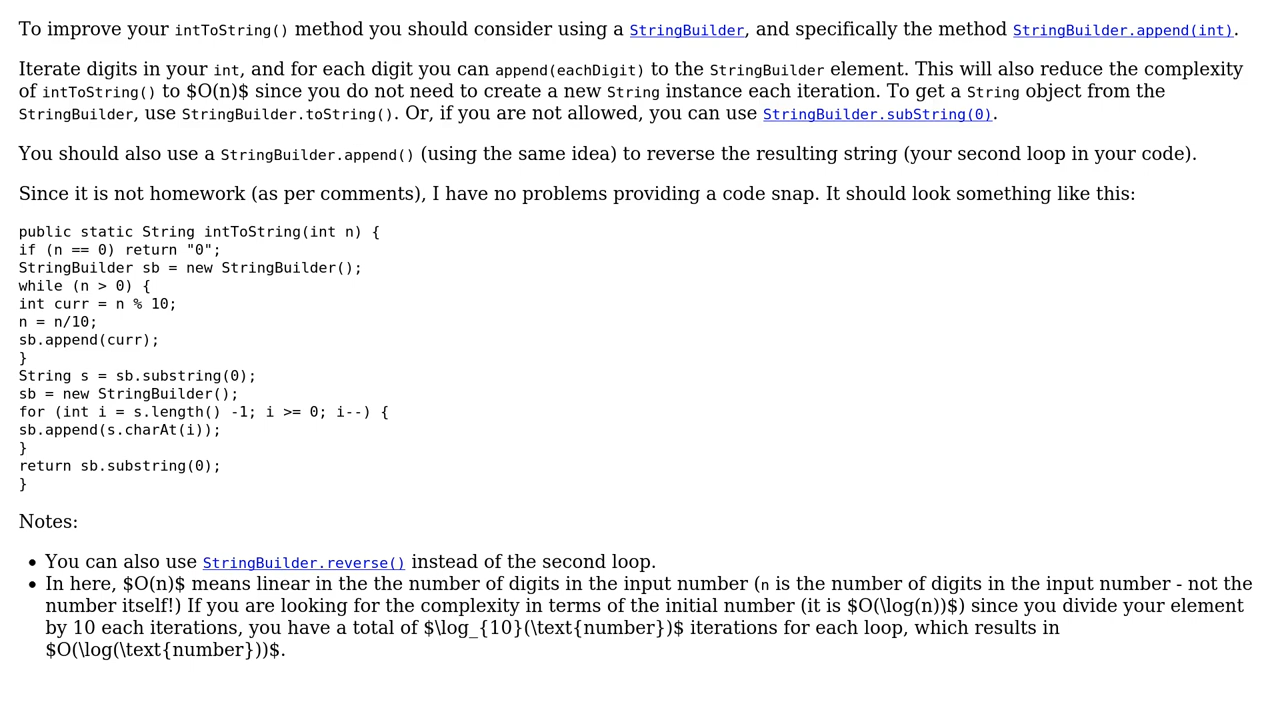 To improve your intToString() method you should consider using a StringBuilder, and specifically the method StringBuilder.append(int).
Iterate digits in your int, and for each digit you can append(eachDigit) to the StringBuilder element. This will also reduce the complexity
of intToString() to $O(n)$ since you do not need to create a new String instance each iteration. To get a String object from the
StringBuilder, use StringBuilder.toString(). Or, if you are not allowed, you can use StringBuilder.subString(0).
You should also use a StringBuilder.append() (using the same idea) to reverse the resulting string (your second loop in your code).
Since it is not homework (as per comments), I have no problems providing a code snap. It should look something like this:
public static String intToString(int n) {
if (n == 0) return "0";
StringBuilder sb = new StringBuilder();
while (n > 0) {
int curr = n % 10;
n = n/10;
sb.append(curr);
}
String s = sb.substring(0);
sb = new StringBuilder();
for (int i = s.length() -1; i >= 0; i--) {
sb.append(s.charAt(i));
}
return sb.substring(0);
}
Notes:
• You can also use StringBuilder.reverse() instead of the second loop.
• In here, $O(n)$ means linear in the the number of digits in the input number (n is the number of digits in the input number - not the
number itself!) If you are looking for the complexity in terms of the initial number (it is $O(\log(n))$) since you divide your element
by 10 each iterations, you have a total of $\log_{10}(\text{number})$ iterations for each loop, which results in
$O(\log(\text{number}))$.